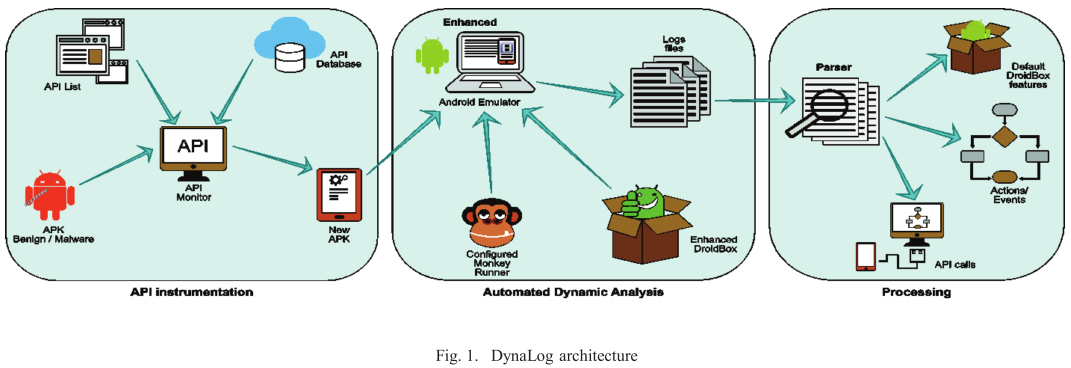 API List
API
Database
API
API
Monitor
APK
Benign / Malware
New
APK
API instrumentation
Enhanced
Android Emulator
Logs
files
Configured
Monkey
Runner
Enhanced
DroidBox
Automated Dynamic Analysis
Parser
Default
DroidBox
features
Actions/
Events
API calls
Processing
Fig. 1. DynaLog architecture